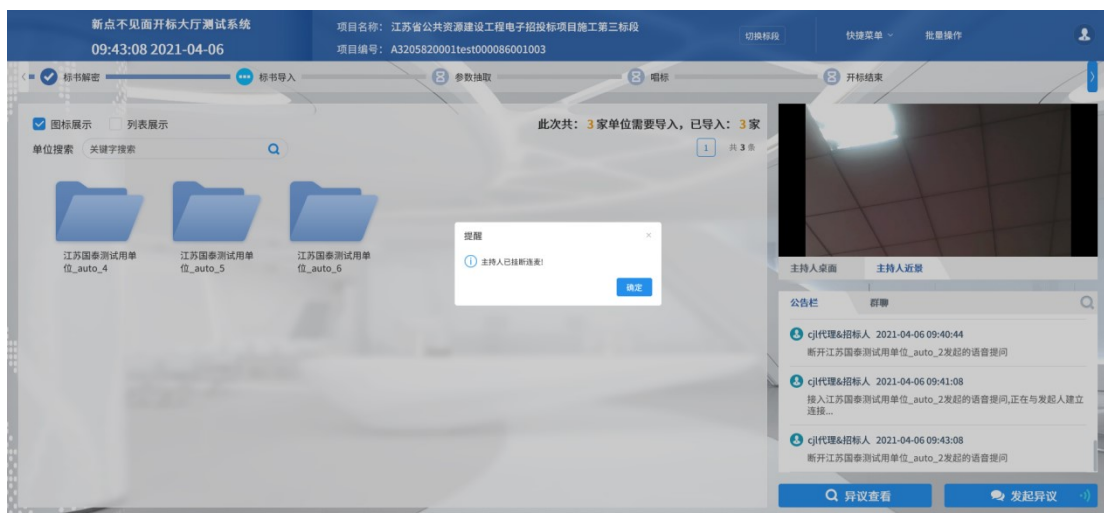 新点不见面开标大厅测试系统
09:43:08 2021-04-06
项目名称： 江苏省公共资源建设工程电子招投标项目施工第三标段
项目编号： A3205820001test000086001003
切换标段
快捷菜单
批量操作
标书解密
标书导入
参数抽取
唱标
开标结束
图标展示
列表展示
此次共： 3 家单位需要导入，已导入： 3 家
单位搜索
关键字搜索
1
共 3 条
江苏国泰测试用单
位_auto_4
江苏国泰测试用单
位_auto_5
江苏国泰测试用单
位_auto_6
提醒
主持人已挂断连麦!
确定
主持人桌面
主持人近景
公告栏
群聊
cjl代理&招标人 2021-04-06 09:40:44
断开江苏国泰测试用单位_auto_2发起的语音提问
cjl代理&招标人 2021-04-06 09:41:08
接入江苏国泰测试用单位_auto_2发起的语音提问,正在与发起人建立
连接...
cjl代理&招标人 2021-04-06 09:43:08
断开江苏国泰测试用单位_auto_2发起的语音提问
异议查看
发起异议